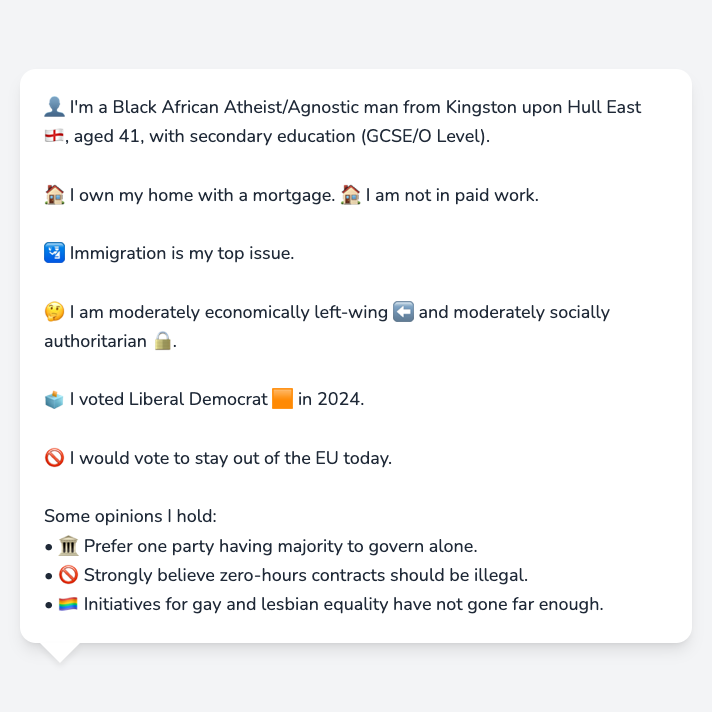 👤 I'm a Black African Atheist/Agnostic man from Kingston upon Hull East
🏴󠁧󠁢󠁥󠁮󠁧󠁿, aged 41, with secondary education (GCSE/O Level).
🏠 I own my home with a mortgage. 🏠 I am not in paid work.
🛂 Immigration is my top issue.
🤔 I am moderately economically left-wing ⬅️ and moderately socially
authoritarian 🔒.
🗳️ I voted Liberal Democrat 🟧 in 2024.
🚫 I would vote to stay out of the EU today.
Some opinions I hold:
• 🏛️ Prefer one party having majority to govern alone.
• 🚫 Strongly believe zero-hours contracts should be illegal.
• 🏳️‍🌈 Initiatives for gay and lesbian equality have not gone far enough.